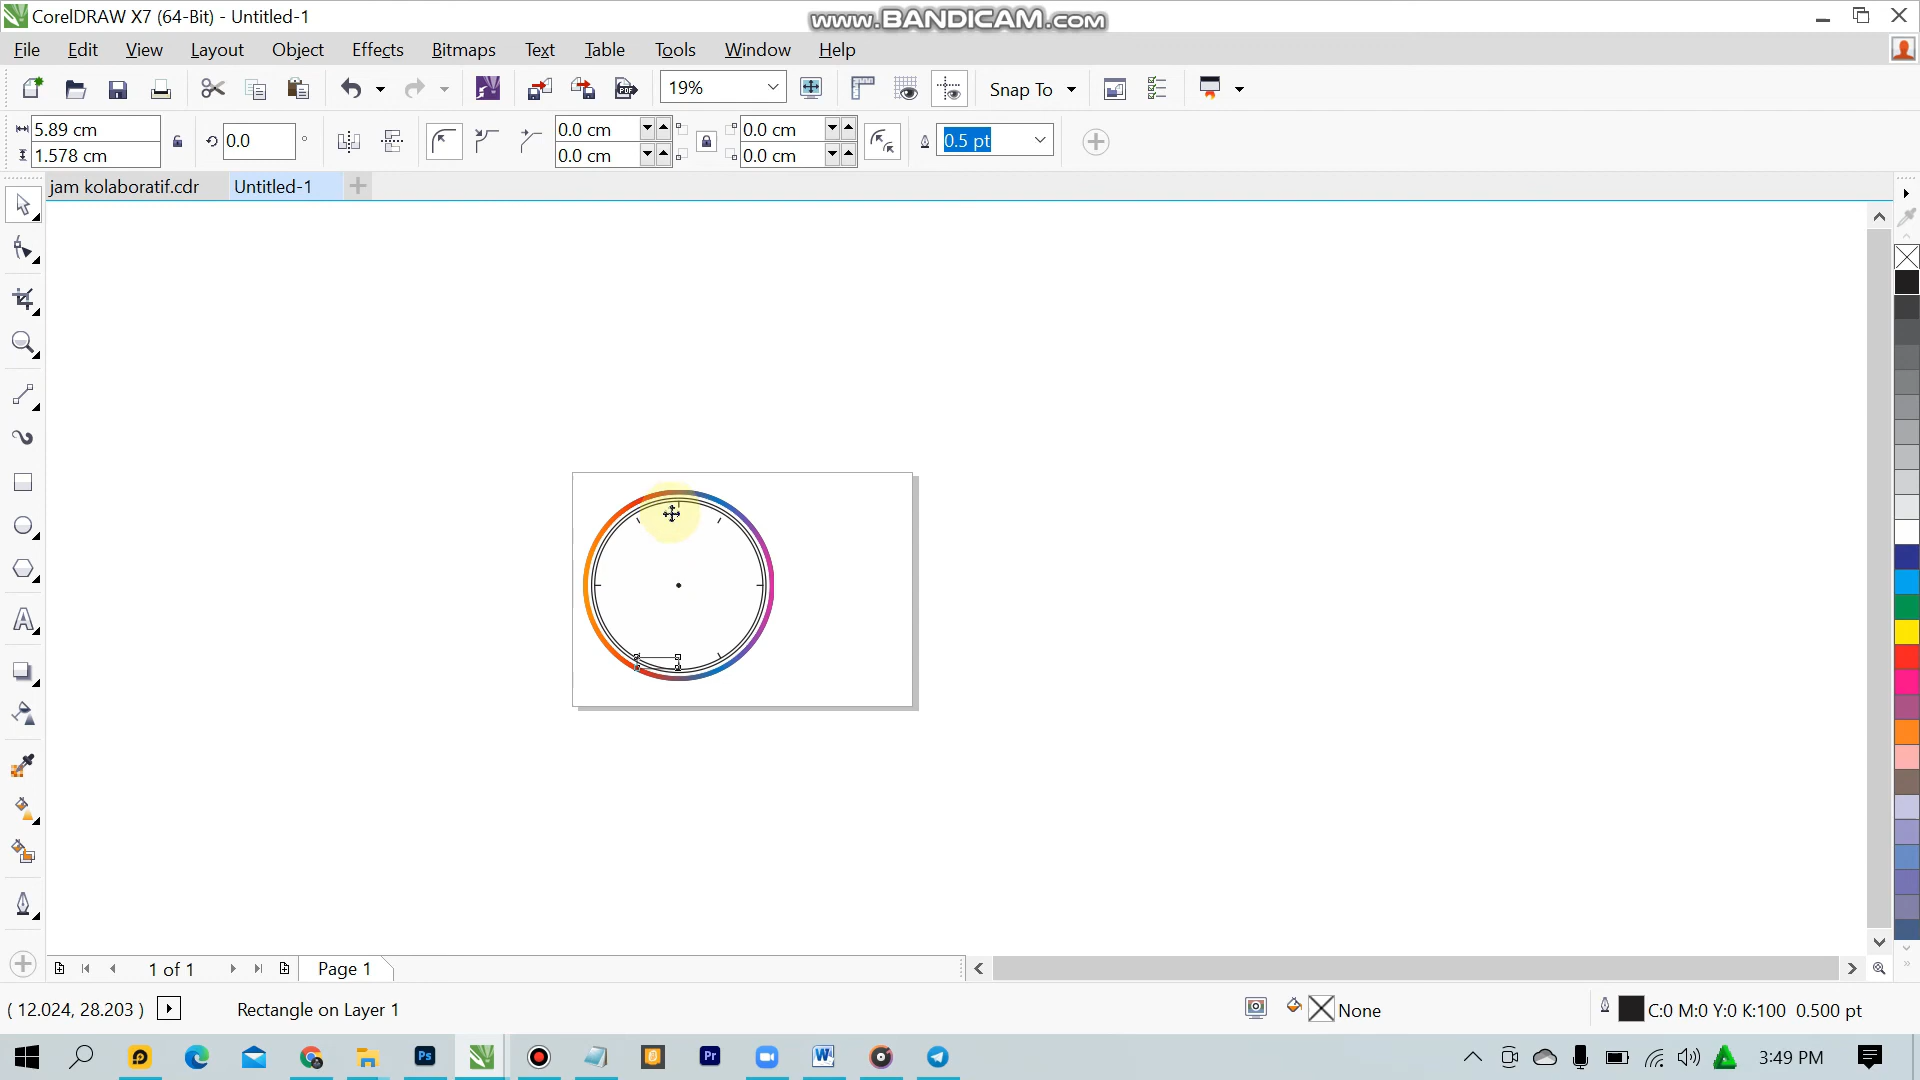 CorelDRAW X7 (64-Bit) - Untitled-1
www.BANDICAM.com
File Edit View Layout Object Effects Bitmaps Text Table Tools Window Help
19% Snap To
5.89 cm 0.0 ° 0.0 cm 0.0 cm 0.5 pt
1.578 cm 0.0 cm 0.0 cm
jam kolaboratif.cdr Untitled-1
1 of 1 Page 1
( 12.024, 28.203 ) Rectangle on Layer 1 None C:0 M:0 Y:0 K:100 0.500 pt
3:49 PM